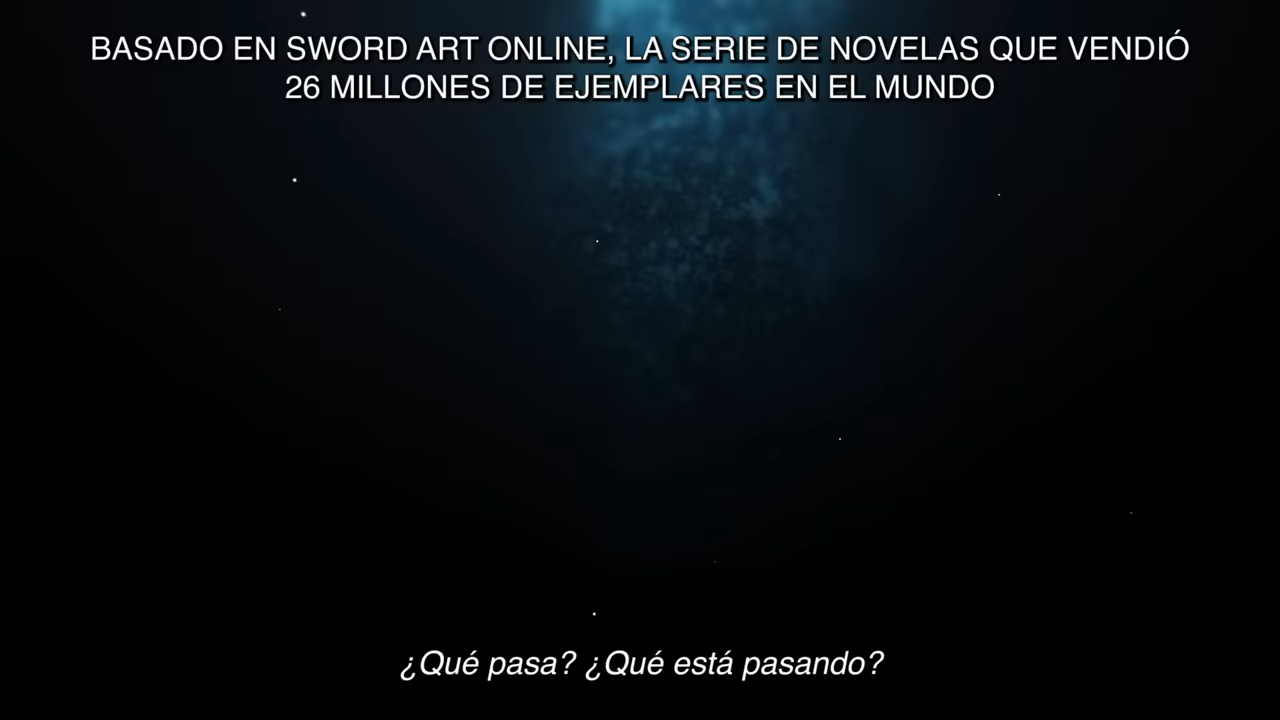 BASADO EN SWORD ART ONLINE, LA SERIE DE NOVELAS QUE VENDIÓ
26 MILLONES DE EJEMPLARES EN EL MUNDO
¿Qué pasa? ¿Qué está pasando?